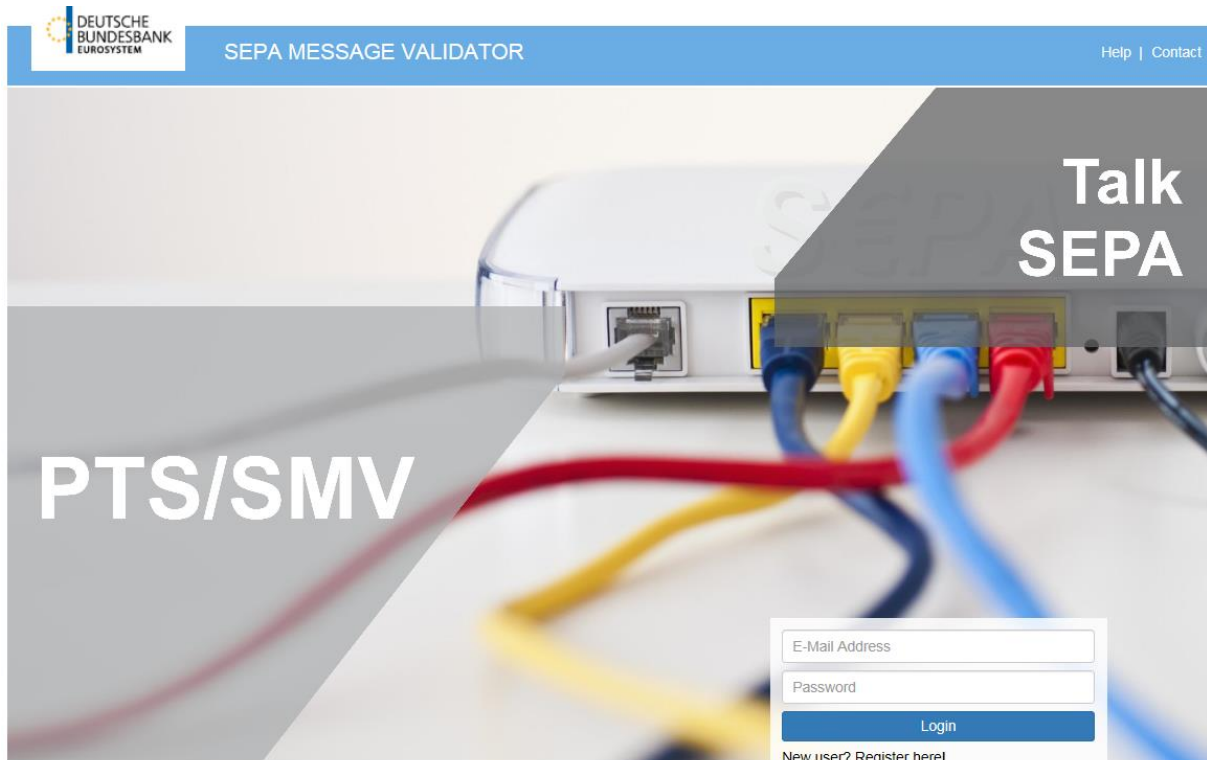 DEUTSCHE
BUNDESBANK
EUROSYSTEM
SEPA MESSAGE VALIDATOR
Help | Contact
Talk
SEPA
S€PA
PTS/SMV
E-Mail Address
Password
Login
New user? Register here!